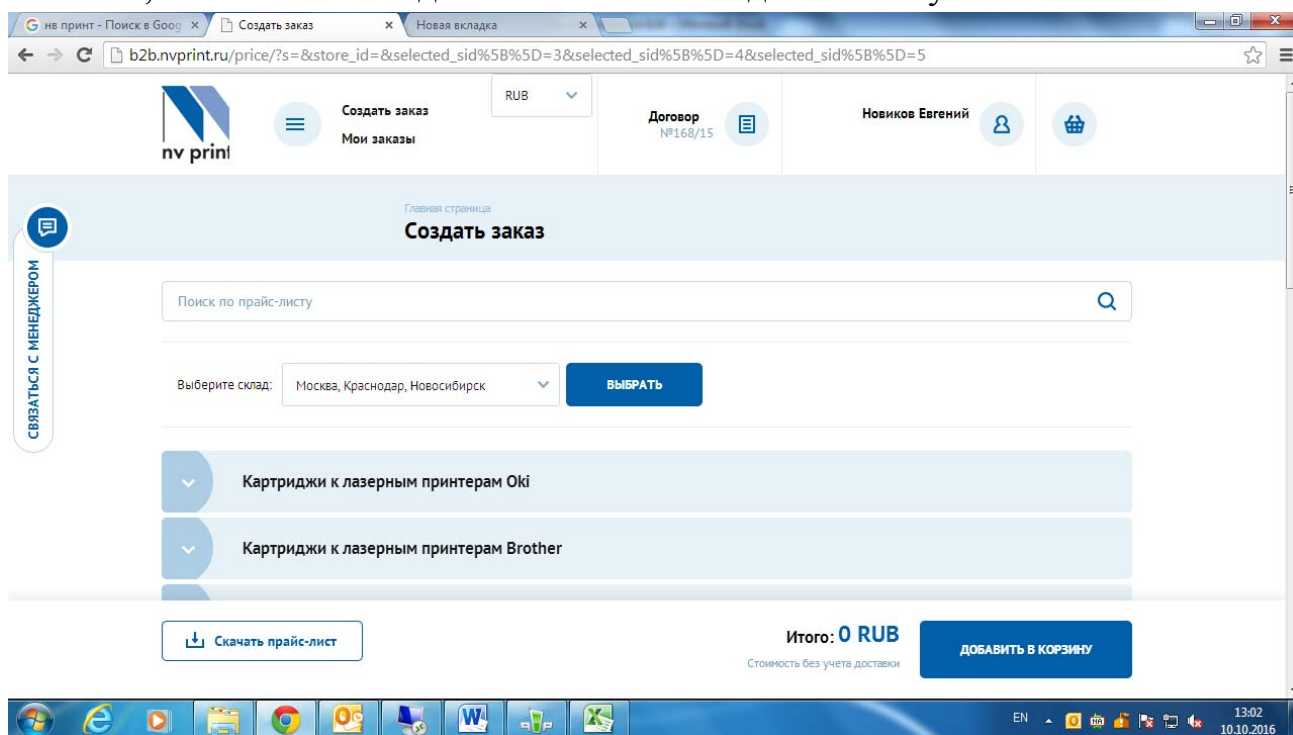 нв принт - Поиск в Goog
Создать заказ
Новая вкладка
b2b.nvprint.ru/price/?s=&store_id=&selected_sid%5B%5D=3&selected_sid%5B%5D=4&selected_sid%5B%5D=5
nv print
Создать заказ
Мои заказы
RUB
Договор
№168/15
Новиков Евгений
Главная страница
Создать заказ
СВЯЗАТЬСЯ С МЕНЕДЖЕРОМ
Поиск по прайс-листу
Выберите склад:
Москва, Краснодар, Новосибирск
ВЫБРАТЬ
Картриджи к лазерным принтерам Oki
Картриджи к лазерным принтерам Brother
Скачать прайс-лист
Итого: 0 RUB
Стоимость без учета доставки
ДОБАВИТЬ В КОРЗИНУ
EN
13:02
10.10.2016